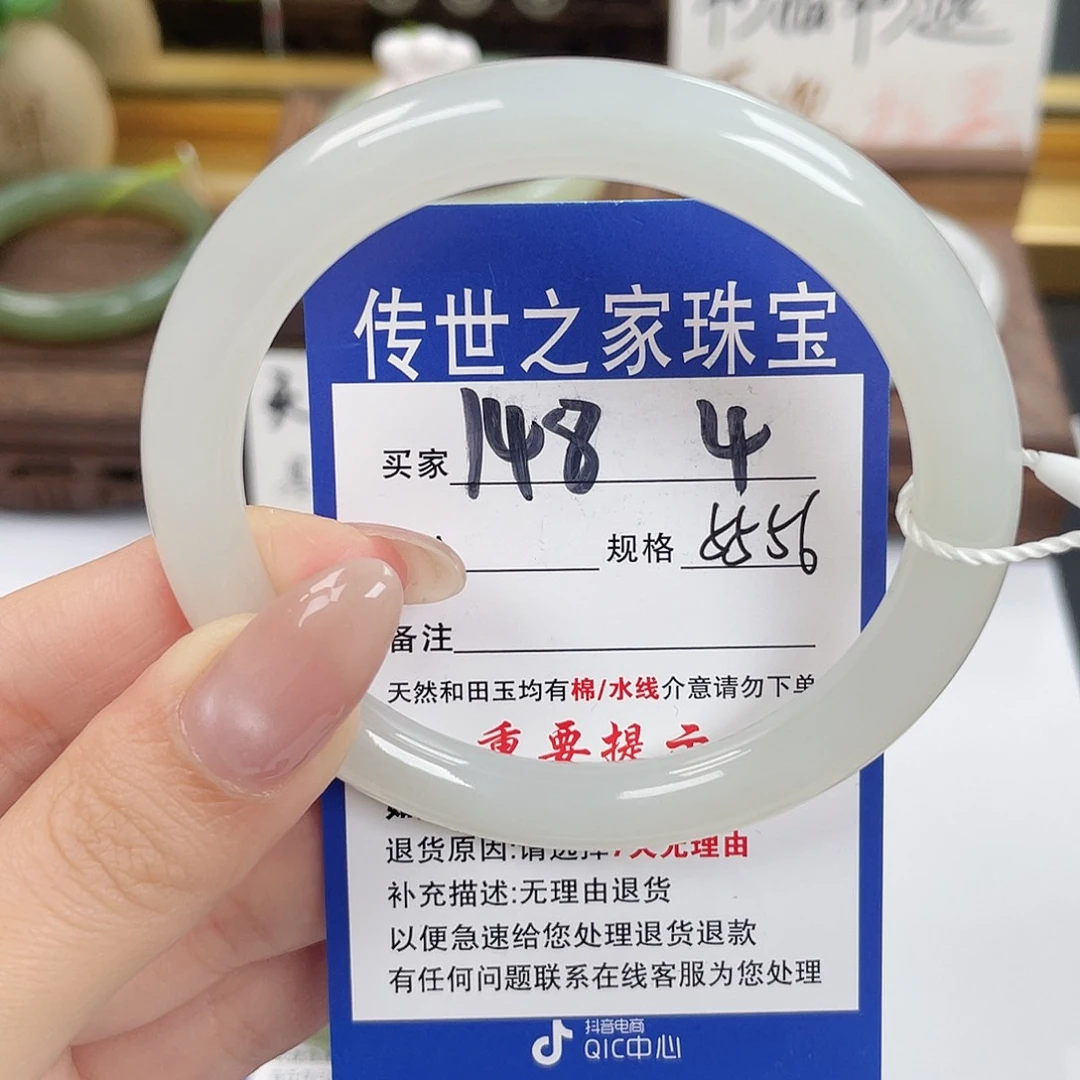 传世之家珠宝
买家 148 4
规格 5556
备注
天然和田玉均有棉/水线介意请勿下单
重要提示
退货原因:请选择7天无理由
补充描述:无理由退货
以便急速给您处理退货退款
有任何问题联系在线客服为您处理
抖音电商
QIC中心